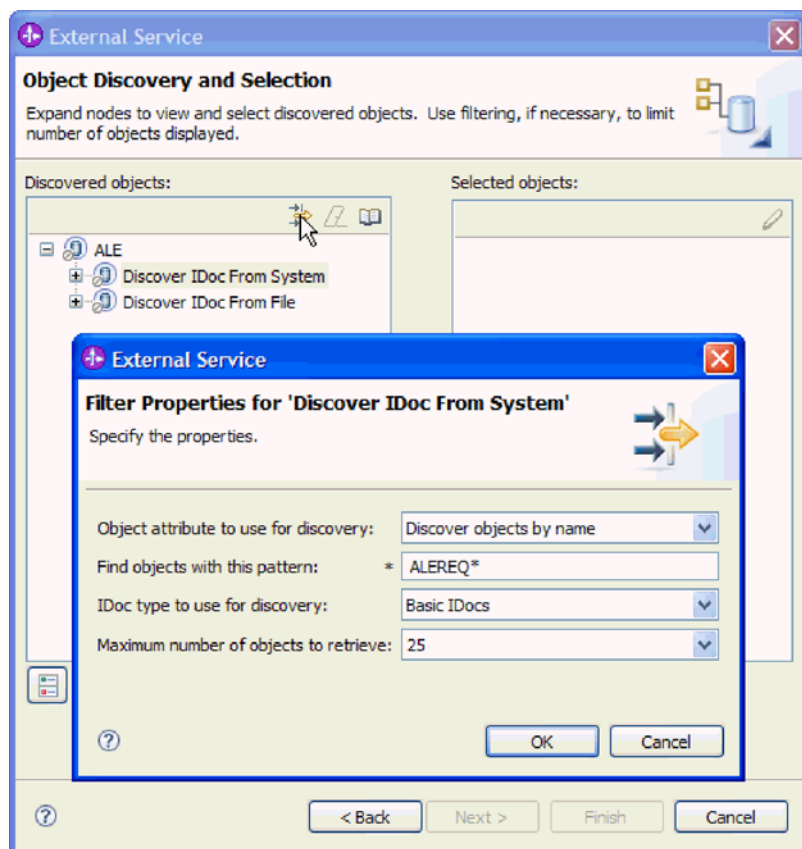 External Service
Object Discovery and Selection
Expand nodes to view and select discovered objects. Use filtering, if necessary, to limit
number of objects displayed.
Discovered objects:
Selected objects:
ALE
Discover IDoc From System
Discover IDoc From File
External Service
Filter Properties for 'Discover IDoc From System'
Specify the properties.
Object attribute to use for discovery: Discover objects by name
Find objects with this pattern: * ALEREQ*
IDoc type to use for discovery: Basic IDocs
Maximum number of objects to retrieve: 25
OK Cancel
< Back Next > Finish Cancel